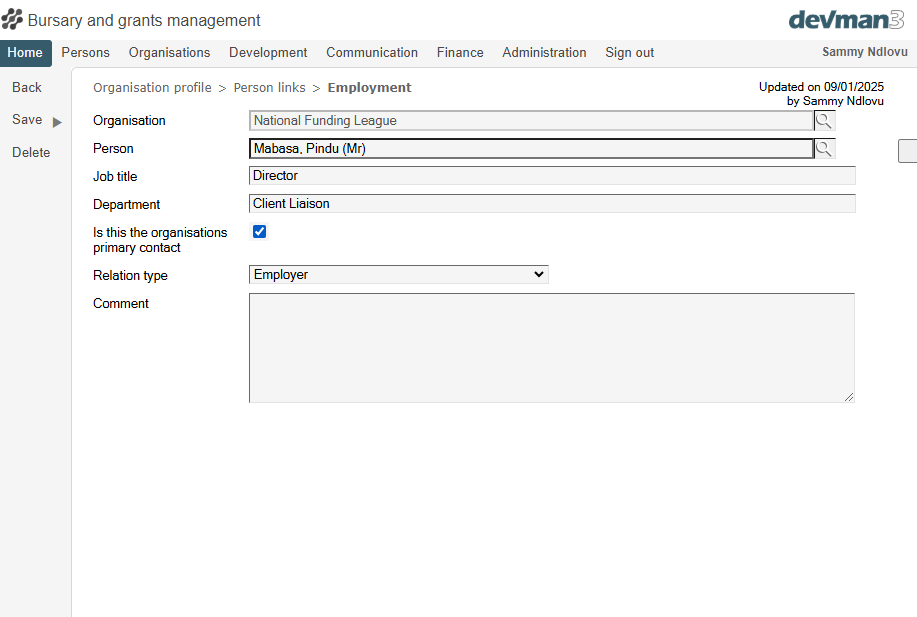 Bursary and grants management
devman3
Home Persons Organisations Development Communication Finance Administration Sign out Sammy Ndlovu
Back
Save
Delete
Organisation profile > Person links > Employment
Updated on 09/01/2025
by Sammy Ndlovu
Organisation National Funding League
Person Mabasa, Pindu (Mr)
Job title Director
Department Client Liaison
Is this the organisations
primary contact
Relation type Employer
Comment